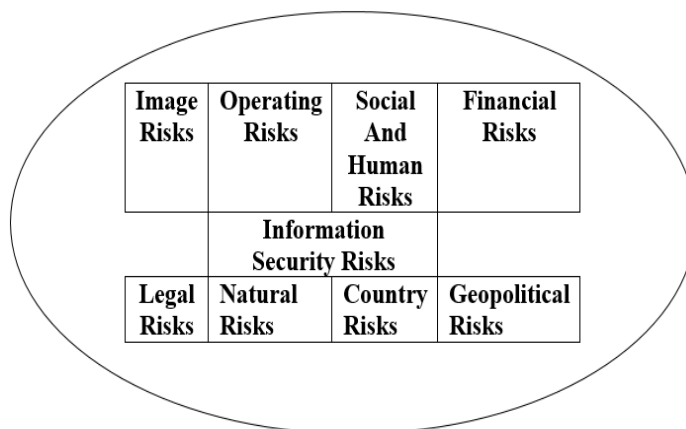 Image Risks
Operating Risks
Social And Human Risks
Financial Risks
Information
Security Risks
Legal Risks
Natural Risks
Country Risks
Geopolitical Risks